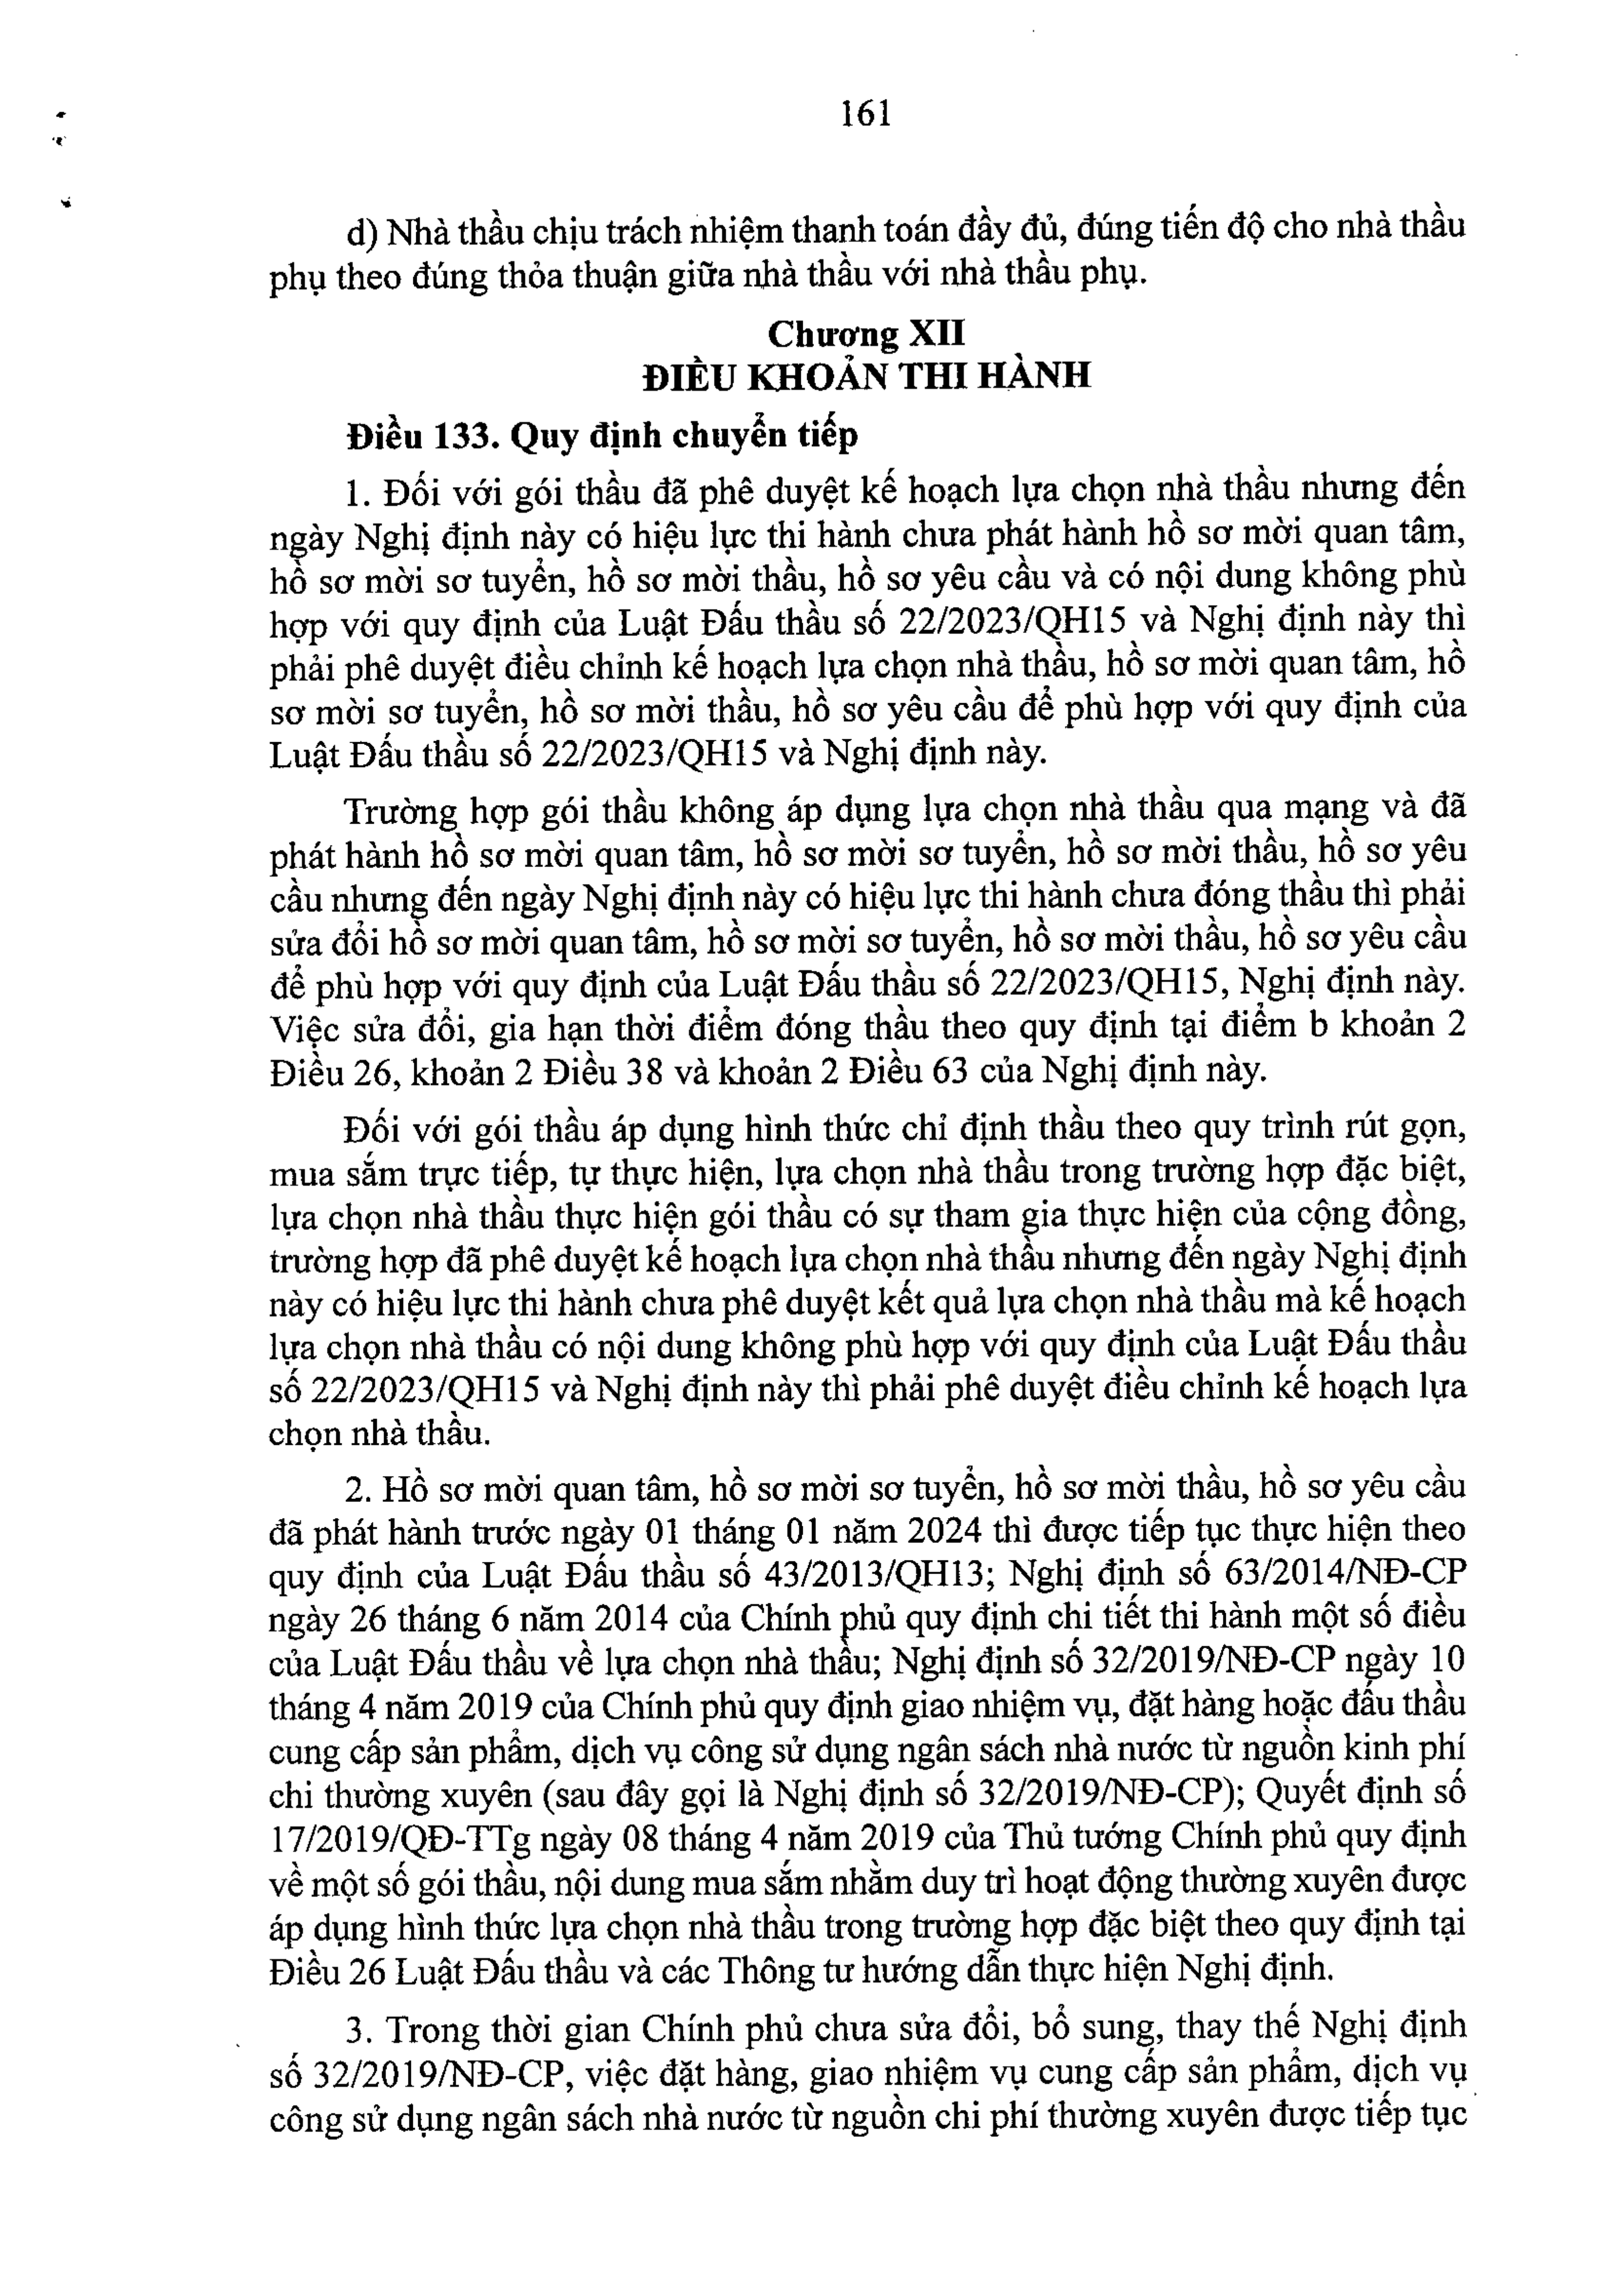 161
d) Nhà thầu chịu trách nhiệm thanh toán đầy đủ, đúng tiến độ cho nhà thầu
phụ theo đúng thỏa thuận giữa nhà thầu với nhà thầu phụ.
Chương XII
ĐIỀU KHOẢN THI HÀNH
Điều 133. Quy định chuyển tiếp
1. Đối với gói thầu đã phê duyệt kế hoạch lựa chọn nhà thầu nhưng đến
ngày Nghị định này có hiệu lực thi hành chưa phát hành hồ sơ mời quan tâm,
hồ sơ mời sơ tuyển, hồ sơ mời thầu, hồ sơ yêu cầu và có nội dung không phù
hợp với quy định của Luật Đấu thầu số 22/2023/QH15 và Nghị định này thì
phải phê duyệt điều chỉnh kế hoạch lựa chọn nhà thầu, hồ sơ mời quan tâm, hồ
sơ mời sơ tuyển, hồ sơ mời thầu, hồ sơ yêu cầu để phù hợp với quy định của
Luật Đấu thầu số 22/2023/QH15 và Nghị định này.
Trường hợp gói thầu không áp dụng lựa chọn nhà thầu qua mạng và đã
phát hành hồ sơ mời quan tâm, hồ sơ mời sơ tuyển, hồ sơ mời thầu, hồ sơ yêu
cầu nhưng đến ngày Nghị định này có hiệu lực thi hành chưa đóng thầu thì phải
sửa đổi hồ sơ mời quan tâm, hồ sơ mời sơ tuyển, hồ sơ mời thầu, hồ sơ yêu cầu
để phù hợp với quy định của Luật Đấu thầu số 22/2023/QH15, Nghị định này.
Việc sửa đổi, gia hạn thời điểm đóng thầu theo quy định tại điểm b khoản 2
Điều 26, khoản 2 Điều 38 và khoản 2 Điều 63 của Nghị định này.
Đối với gói thầu áp dụng hình thức chỉ định thầu theo quy trình rút gọn,
mua sắm trực tiếp, tự thực hiện, lựa chọn nhà thầu trong trường hợp đặc biệt,
lựa chọn nhà thầu thực hiện gói thầu có sự tham gia thực hiện của cộng đồng,
trường hợp đã phê duyệt kế hoạch lựa chọn nhà thầu nhưng đến ngày Nghị định
này có hiệu lực thi hành chưa phê duyệt kết quả lựa chọn nhà thầu mà kế hoạch
lựa chọn nhà thầu có nội dung không phù hợp với quy định của Luật Đấu thầu
số 22/2023/QH15 và Nghị định này thì phải phê duyệt điều chỉnh kế hoạch lựa
chọn nhà thầu.
2. Hồ sơ mời quan tâm, hồ sơ mời sơ tuyển, hồ sơ mời thầu, hồ sơ yêu cầu
đã phát hành trước ngày 01 tháng 01 năm 2024 thì được tiếp tục thực hiện theo
quy định của Luật Đấu thầu số 43/2013/QH13; Nghị định số 63/2014/NĐ-CP
ngày 26 tháng 6 năm 2014 của Chính phủ quy định chi tiết thi hành một số điều
của Luật Đấu thầu về lựa chọn nhà thầu; Nghị định số 32/2019/NĐ-CP ngày 10
tháng 4 năm 2019 của Chính phủ quy định giao nhiệm vụ, đặt hàng hoặc đấu thầu
cung cấp sản phẩm, dịch vụ công sử dụng ngân sách nhà nước từ nguồn kinh phí
chi thường xuyên (sau đây gọi là Nghị định số 32/2019/NĐ-CP); Quyết định số
17/2019/QĐ-TTg ngày 08 tháng 4 năm 2019 của Thủ tướng Chính phủ quy định
về một số gói thầu, nội dung mua sắm nhằm duy trì hoạt động thường xuyên được
áp dụng hình thức lựa chọn nhà thầu trong trường hợp đặc biệt theo quy định tại
Điều 26 Luật Đấu thầu và các Thông tư hướng dẫn thực hiện Nghị định.
3. Trong thời gian Chính phủ chưa sửa đổi, bổ sung, thay thế Nghị định
số 32/2019/NĐ-CP, việc đặt hàng, giao nhiệm vụ cung cấp sản phẩm, dịch vụ
công sử dụng ngân sách nhà nước từ nguồn chi phí thường xuyên được tiếp tục